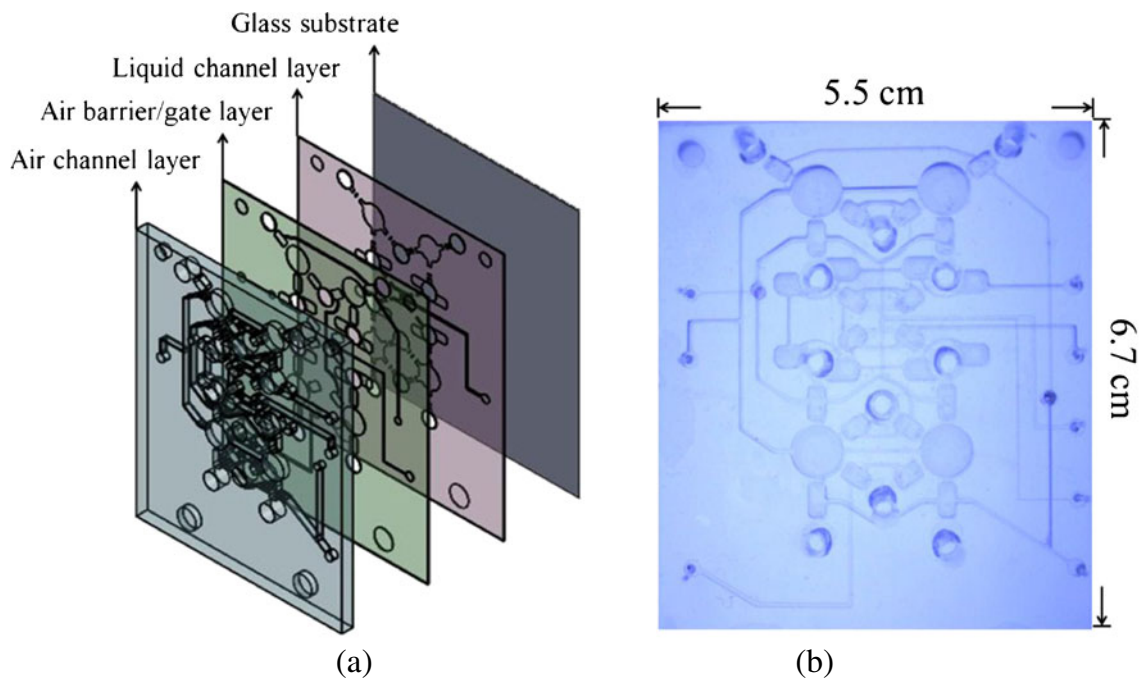 Glass substrate
Liquid channel layer
Air barrier/gate layer
Air channel layer
5.5 cm
6.7 cm
(a)
(b)